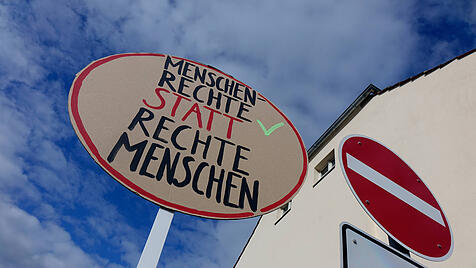 MENSCHEN-
RECHTE
STATT
RECHTE
MENSCHEN